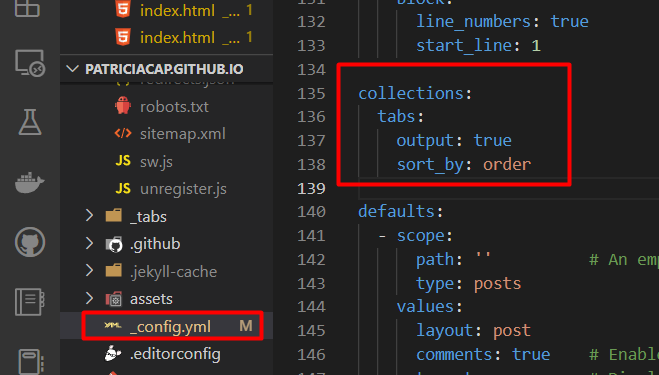 index.html _... 1
index.html _... 1
PATRICIACAP.GITHUB.IO
robots.txt
sitemap.xml
JS sw.js
JS unregister.js
_tabs
.github
.jekyll-cache
assets
_config.yml M
.editorconfig
132 line_numbers: true
133 start_line: 1
134
135 collections:
136 tabs:
137 output: true
138 sort_by: order
139
140 defaults:
141 - scope:
142 path: '' # An emp
143 type: posts
144 values:
145 layout: post
146 comments: true # Enable